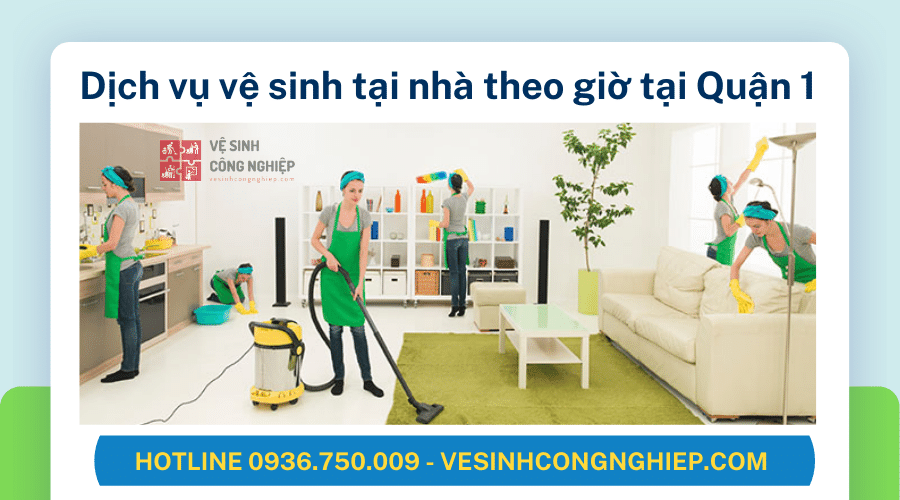 Dịch vụ vệ sinh tại nhà theo giờ tại Quận 1
VỆ SINH
CÔNG NGHIỆP
vesinhcongnghiep.com
HOTLINE 0936.750.009 - VESINHCONGNGHIEP.COM